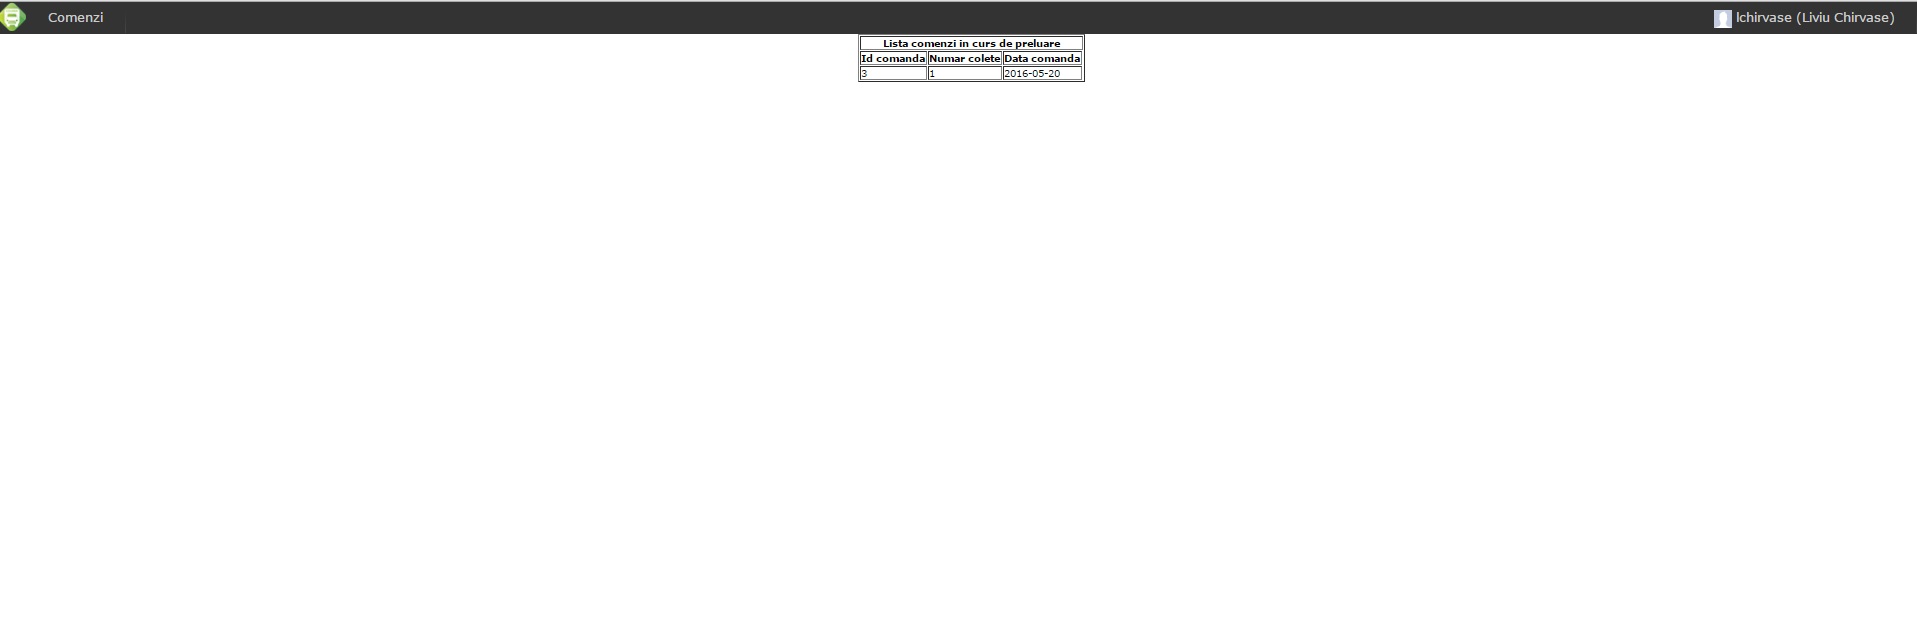 Comenzi
lchirvase (Liviu Chirvase)
Lista comenzi in curs de preluare
Id comanda Numar colete Data comanda
3 1 2016-05-20